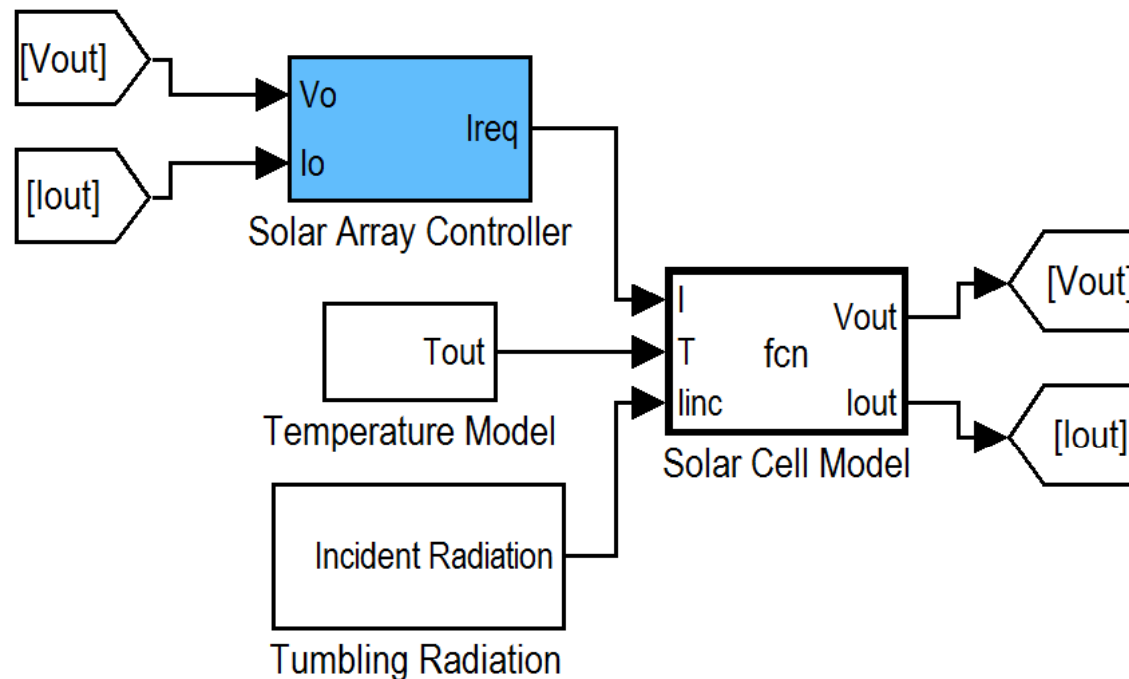 [Vout]
Vo
Ireq
Io
[Iout]
Solar Array Controller
I
Vout
[Vout]
Tout
T
fcn
Iinc
Iout
[Iout]
Temperature Model
Solar Cell Model
Incident Radiation
Tumbling Radiation